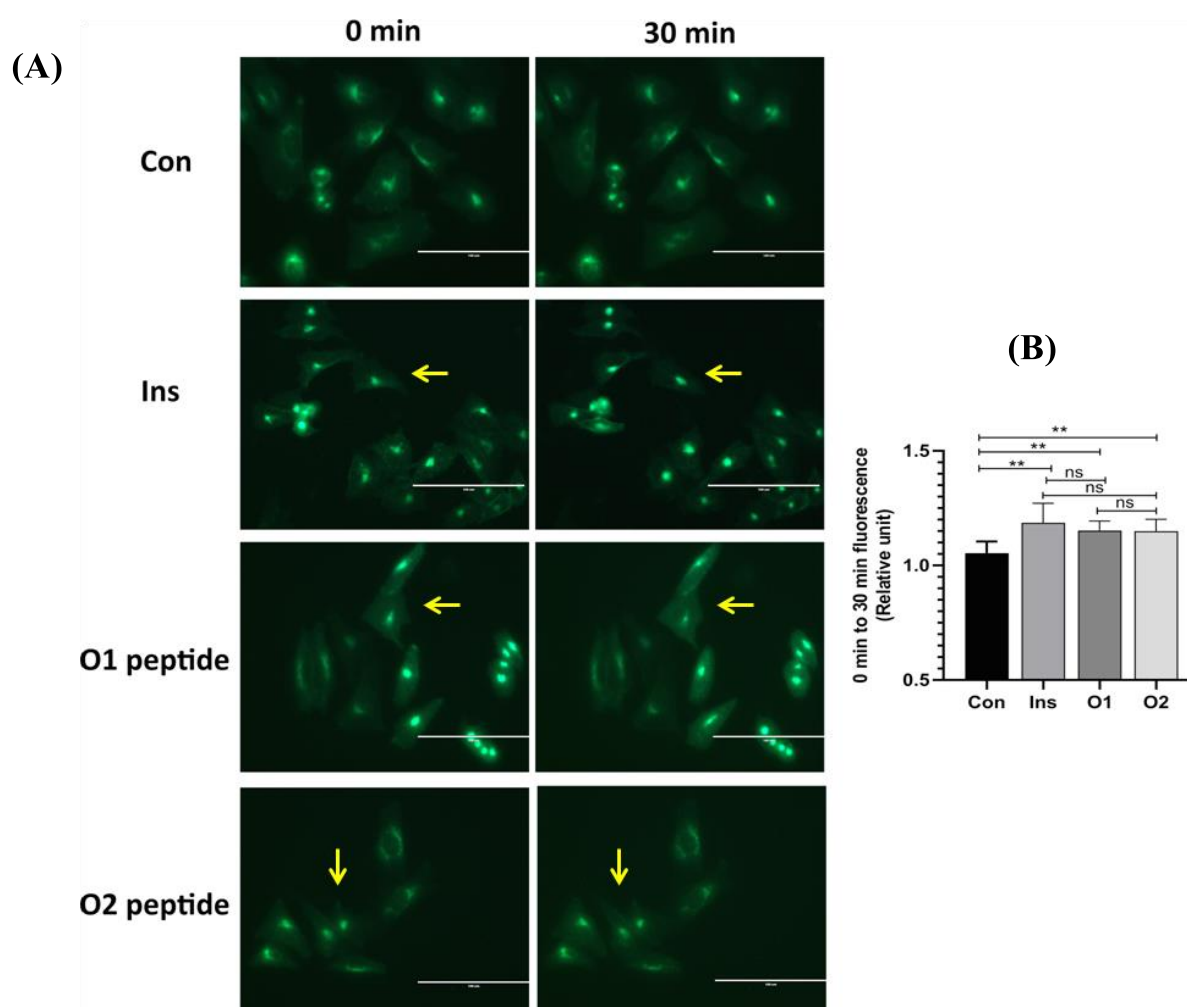 0 min 30 min
(A)
Con
Ins
(B)
O1 peptide
O2 peptide
0 min to 30 min fluorescence
(Relative unit)
1.5
1.0
0.5
**
**
**
ns
ns
ns
Con Ins O1 O2